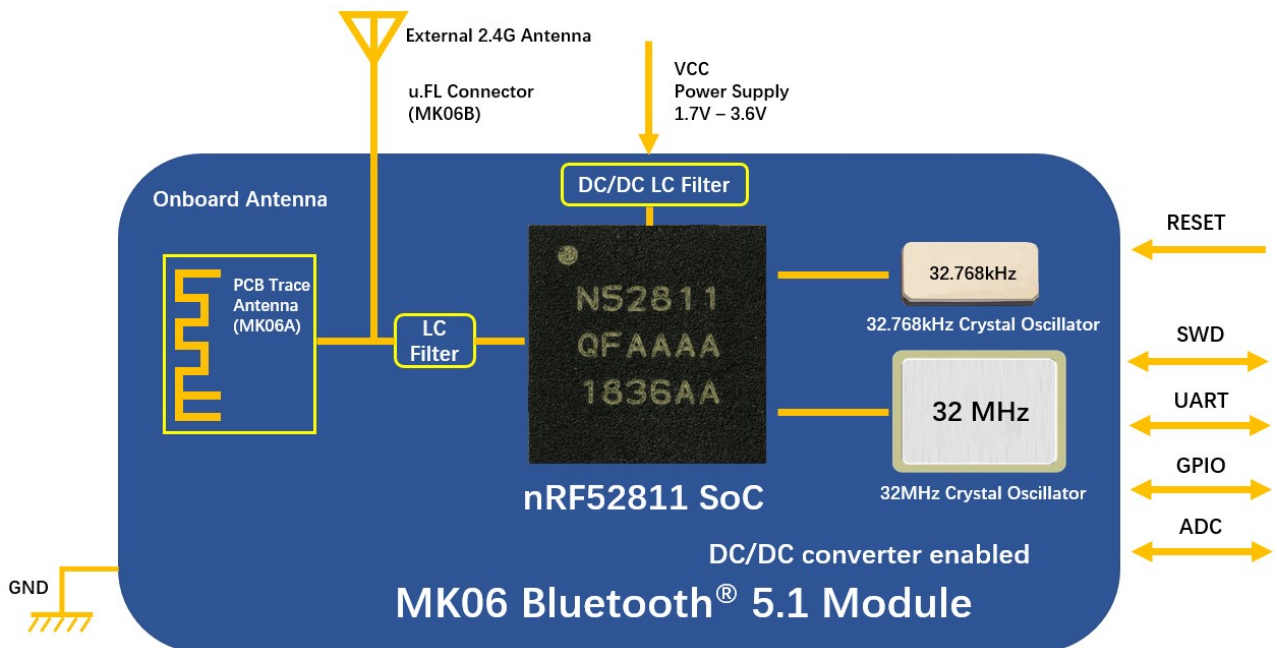 External 2.4G Antenna
u.FL Connector
(MK06B)
VCC
Power Supply
1.7V – 3.6V
Onboard Antenna
DC/DC LC Filter
PCB Trace
Antenna
(MK06A)
LC
Filter
N52811
QFAAAA
1836AA
nRF52811 SoC
32.768kHz
32.768kHz Crystal Oscillator
32 MHz
32MHz Crystal Oscillator
RESET
SWD
UART
GPIO
ADC
DC/DC converter enabled
GND
MK06 Bluetooth® 5.1 Module